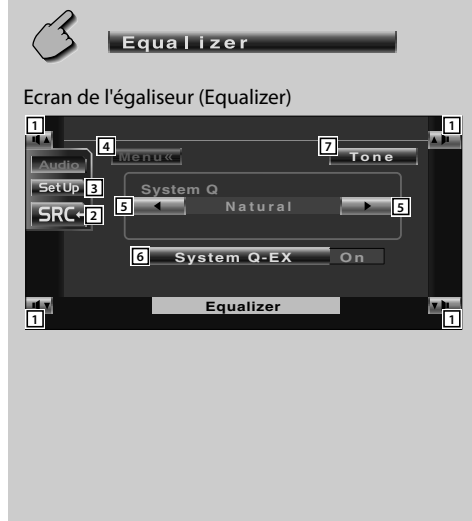 Equalizer
Ecran de l'égaliseur (Equalizer)
1 1
4 7
Menu« Tone
Audio
SetUp 3
System Q
SRC 2
5 Natural 5
6 System Q-EX On
Equalizer
1 1